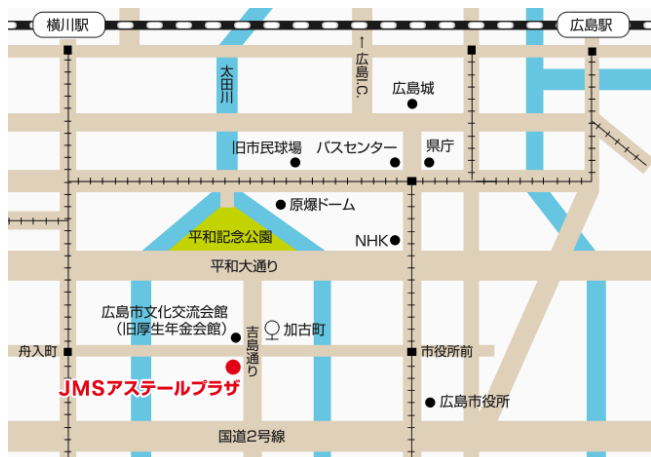 横川駅
広島駅
太田川
←広島I.C.
広島城
旧市民球場
バスセンター
県庁
原爆ドーム
平和記念公園
NHK
平和大通り
広島市文化交流会館
（旧厚生年金会館）
吉島通り
加古町
舟入町
市役所前
JMSアステールプラザ
広島市役所
国道2号線